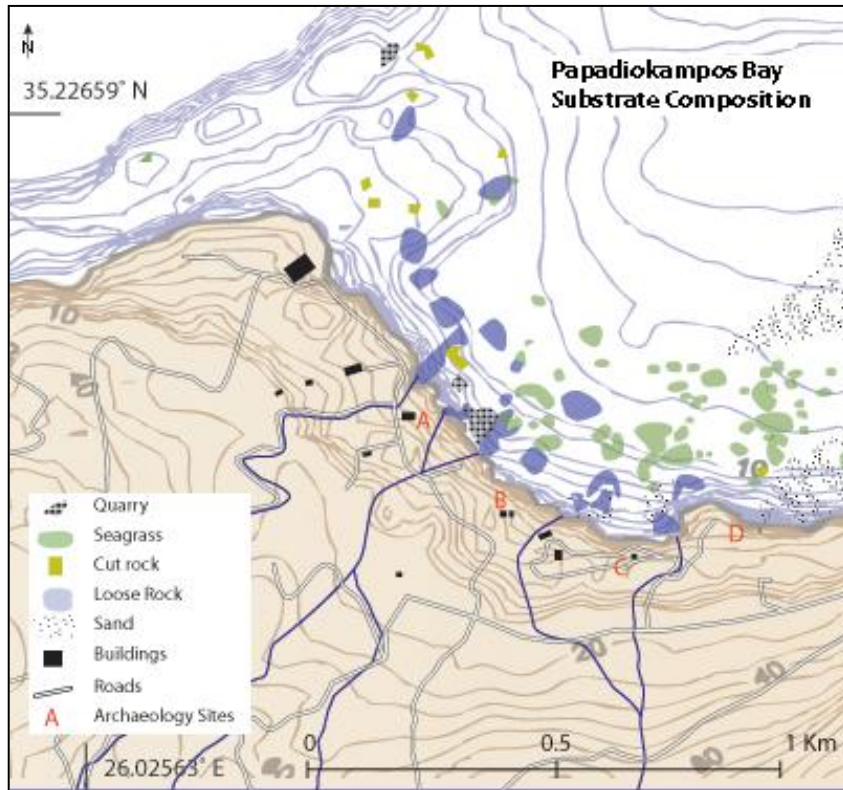 N
35.22659° N
Papadiokampos Bay
Substrate Composition
10
10
A
B
C
D
Quarry
Seagrass
Cut rock
Loose Rock
Sand
Buildings
Roads
A Archaeology Sites
20
40
0 0.5 1 Km
26.02563° E